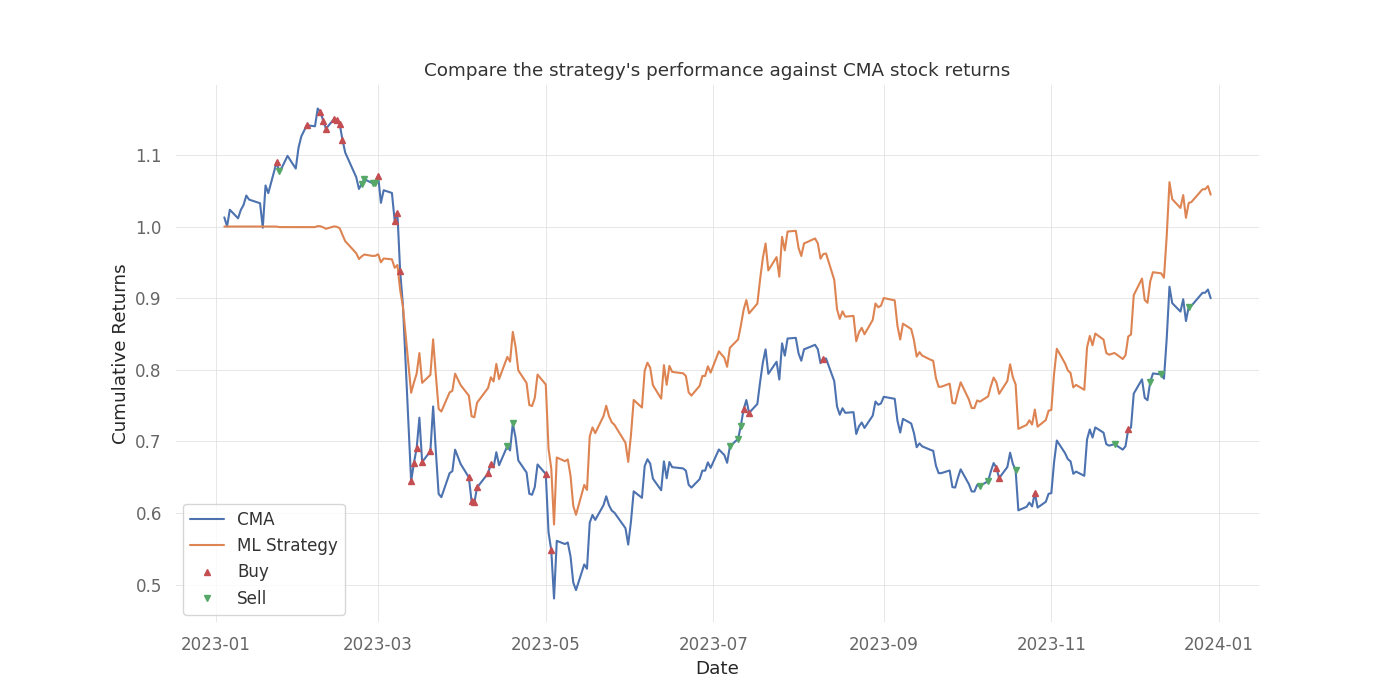 Compare the strategy's performance against CMA stock returns
Cumulative Returns
1.1
1.0
0.9
0.8
0.7
0.6
0.5
CMA
ML Strategy
Buy
Sell
2023-01 2023-03 2023-05 2023-07 2023-09 2023-11 2024-01
Date